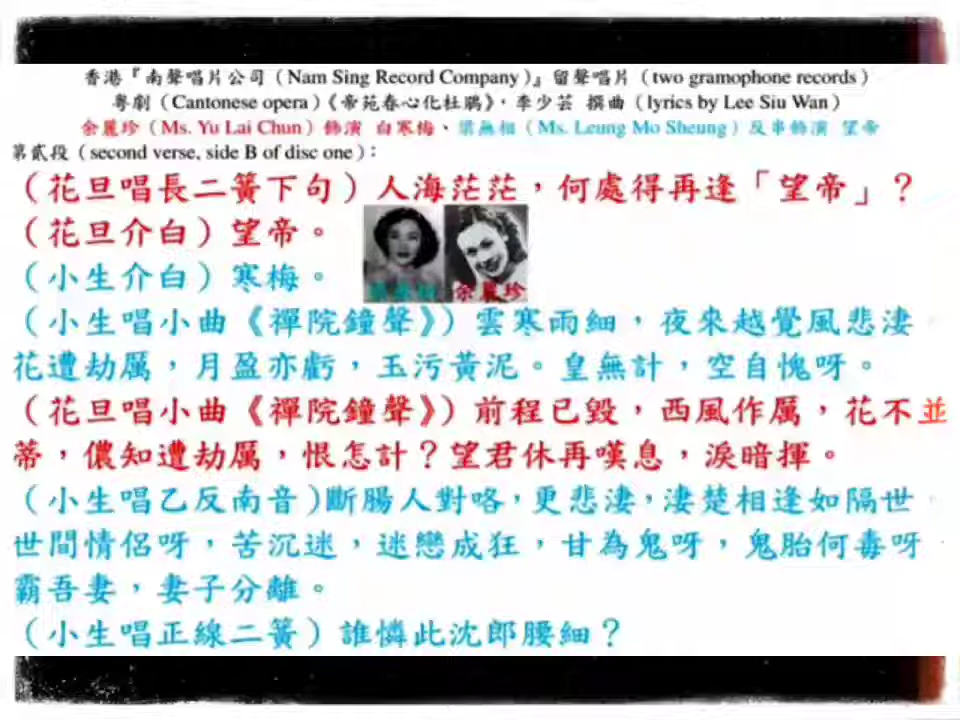 香港『南聲唱片公司（Nam Sing Record Company）』留聲唱片（two gramophone records）
粵劇（Cantonese opera）《帝苑春心化杜鵑》，李少芸 撰曲（lyrics by Lee Siu Wan）
余麗珍（Ms. Yu Lai Chun）飾演 白寒梅、梁無相（Ms. Leung Mo Sheung）反串飾演 望帝
第貳段（second verse, side B of disc one）：
（花旦唱長二簧下句）人海茫茫，何處得再逢「望帝」？
（花旦介白）望帝。
（小生介白）寒梅。
余麗珍
（小生唱小曲《禪院鐘聲》）雲寒雨細，夜來越覺風悲淒，
花遭劫厲，月盈亦虧，玉污黃泥。皇無計，空自愧呀。
（花旦唱小曲《禪院鐘聲》）前程已毀，西風作厲，花不並
蒂，儂知遭劫厲，恨怎計？望君休再嘆息，淚暗揮。
（小生唱乙反南音）斷腸人對咯，更悲淒，淒楚相逢如隔世，
世間情侶呀，苦沉迷，迷戀成狂，甘為鬼呀，鬼胎何毒呀，
霸吾妻，妻子分離。
（小生唱正線二簧）誰憐此沈郎腰細？